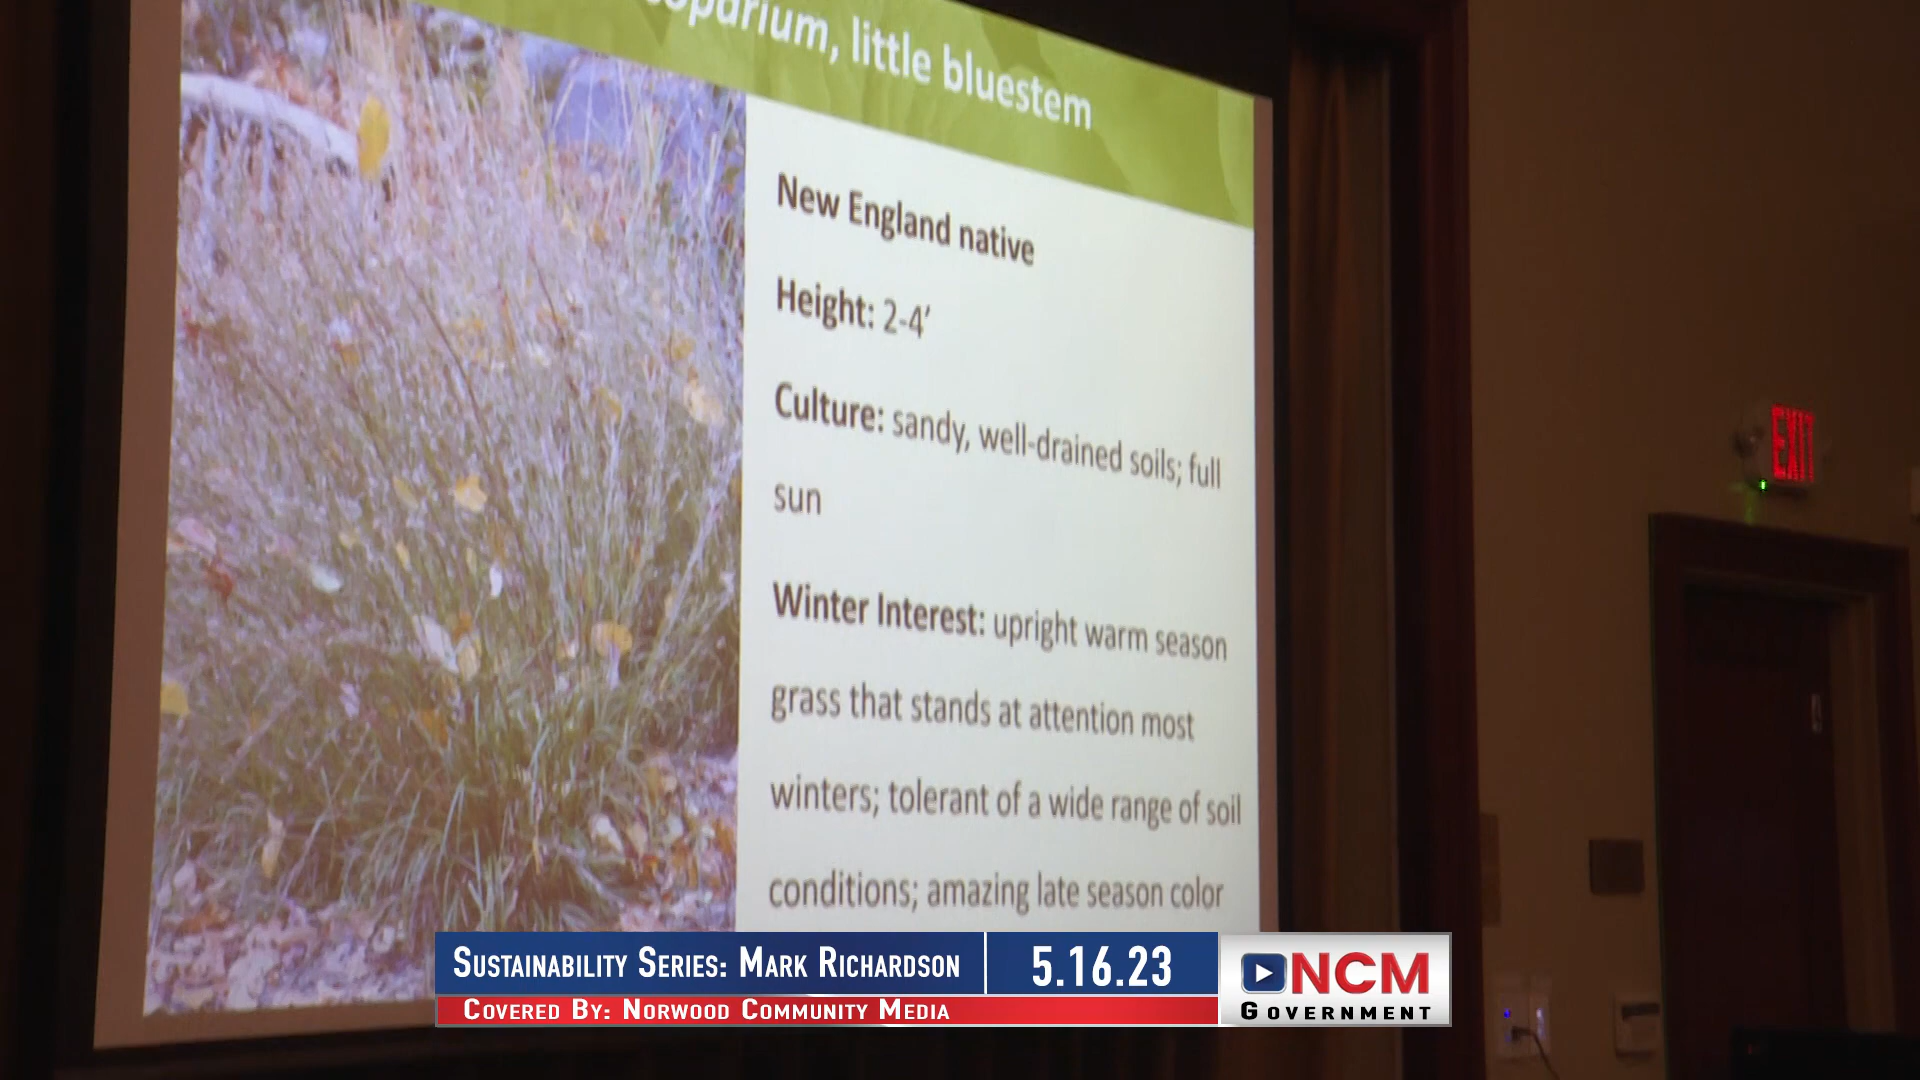 little bluestem
New England native
Height: 2-4'
Culture: sandy, well-drained soils; full
sun
Winter Interest: upright warm season
grass that stands at attention most
winters; tolerant of a wide range of soil
conditions; amazing late season color
EXIT
Sustainability Series: Mark Richardson
5.16.23
NCM
Government
Covered By: Norwood Community Media